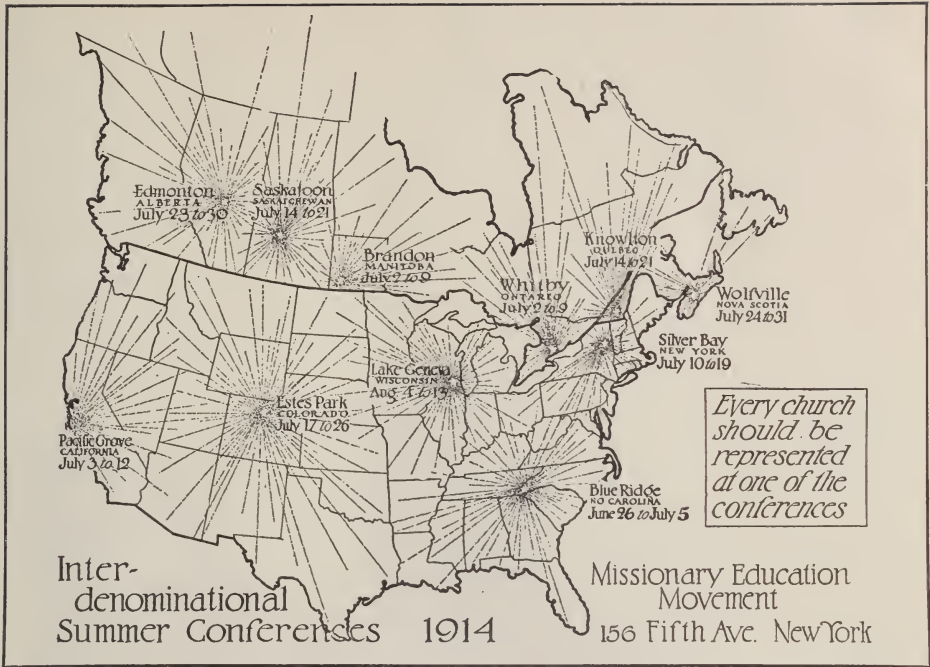 Edmonton
ALBERTA
July 23 to 30
Saskatoon
SASKATCHEWAN
July 14 to 21
Brandon
MANITOBA
July 2 to 9
Knowlton
QUEBEC
July 14 to 21
Whitby
ONTARIO
July 2 to 9
Wolfville
NOVA SCOTIA
July 24 to 31
Silver Bay
NEW YORK
July 10 to 19
Lake Geneva
WISCONSIN
Aug. 4 to 13
Estes Park
COLORADO
July 17 to 26
Pacific Grove
CALIFORNIA
July 3 to 12
Blue Ridge
NO CAROLINA
June 26 to July 5
Every church
should be
represented
at one of the
conferences
Inter-
denominational
Summer Conferences 1914
Missionary Education
Movement
156 Fifth Ave. New York